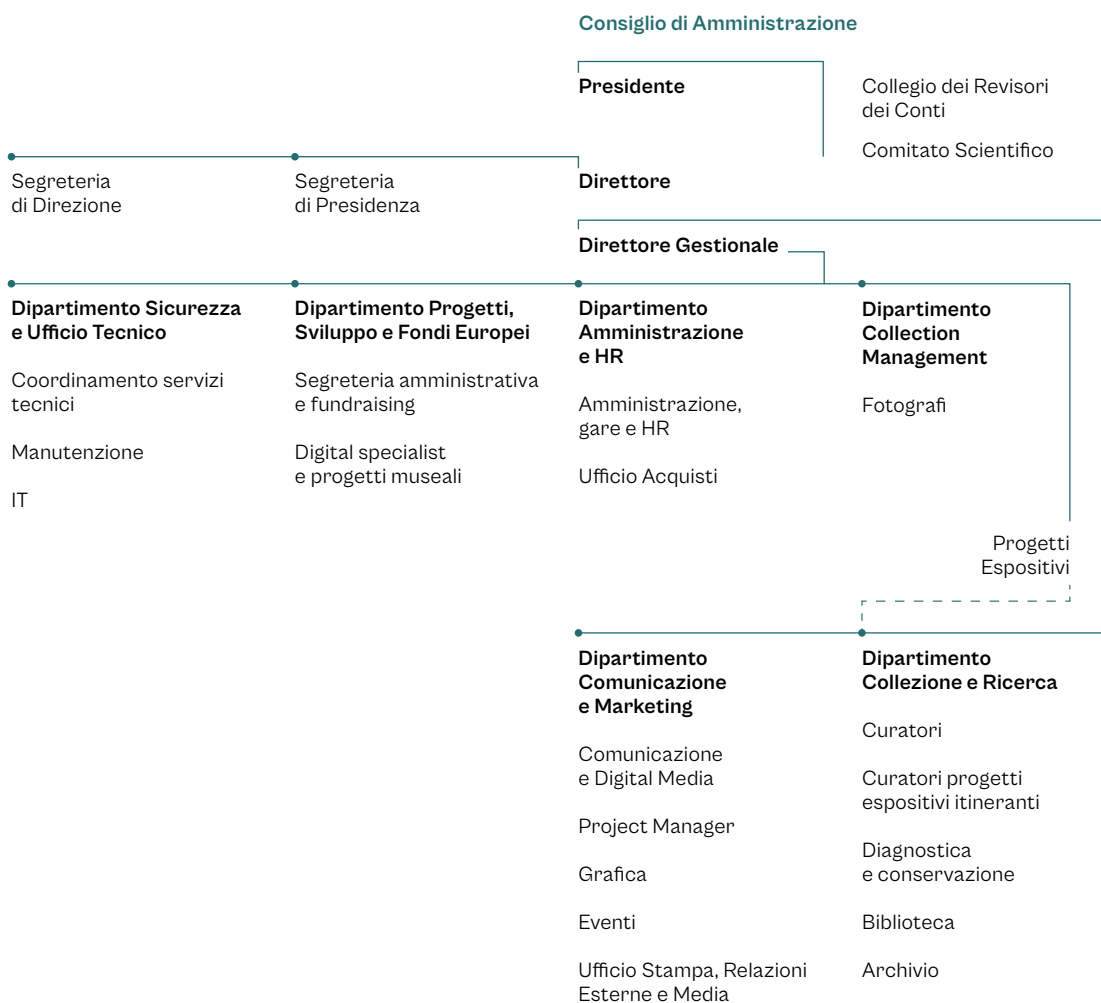 Consiglio di Amministrazione
Presidente
Collegio dei Revisori
dei Conti
Comitato Scientifico
Segreteria
di Direzione
Segreteria
di Presidenza
Direttore
Direttore Gestionale
Dipartimento Sicurezza
e Ufficio Tecnico
Coordinamento servizi
tecnici
Manutenzione
IT
Dipartimento Progetti,
Sviluppo e Fondi Europei
Segreteria amministrativa
e fundraising
Digital specialist
e progetti museali
Dipartimento
Amministrazione
e HR
Amministrazione,
gare e HR
Ufficio Acquisti
Dipartimento
Collection
Management
Fotografi
Progetti
Espositivi
Dipartimento
Comunicazione
e Marketing
Comunicazione
e Digital Media
Project Manager
Grafica
Eventi
Ufficio Stampa, Relazioni
Esterne e Media
Dipartimento
Collezione e Ricerca
Curatori
Curatori progetti
espositivi itineranti
Diagnostica
e conservazione
Biblioteca
Archivio